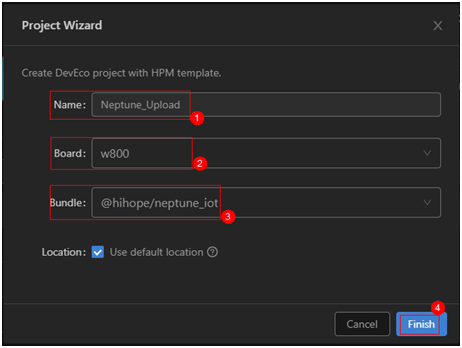 Project Wizard
Create DevEco project with HPM template.
Name: Neptune_Upload
1
Board: w800
2
Bundle: @hihope/neptune_iot
3
Location: Use default location
4
Cancel Finish